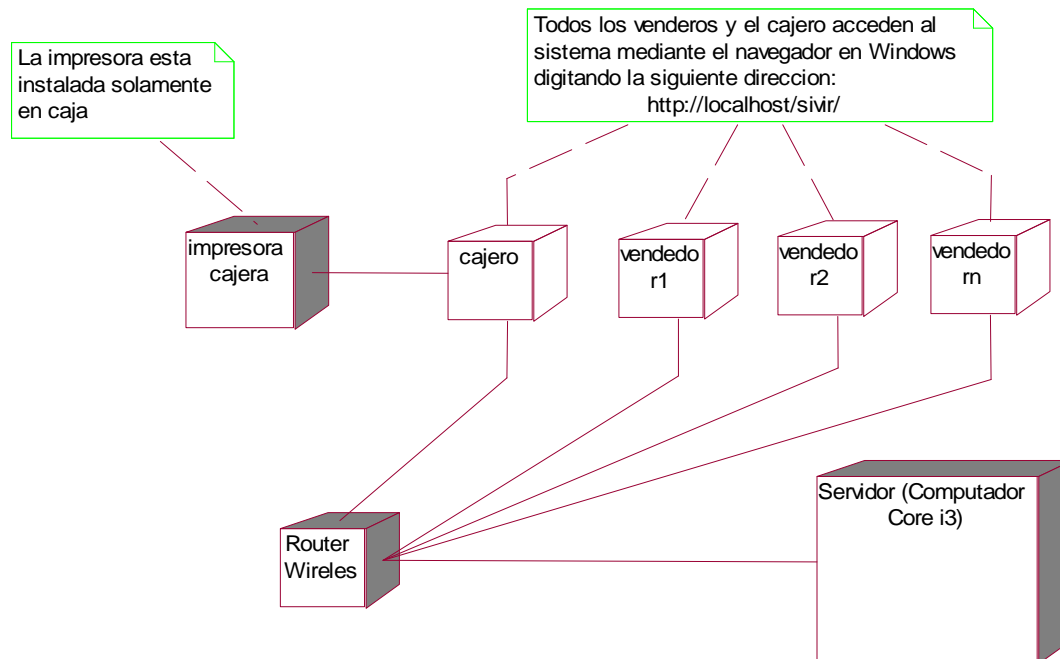 La impresora esta
instalada solamente
en caja
Todos los venderos y el cajero acceden al
sistema mediante el navegador en Windows
digitando la siguiente direccion:
http://localhost/sivir/
impresora
cajera
cajero
vendedo
r1
vendedo
r2
vendedo
rn
Servidor (Computador
Core i3)
Router
Wireles